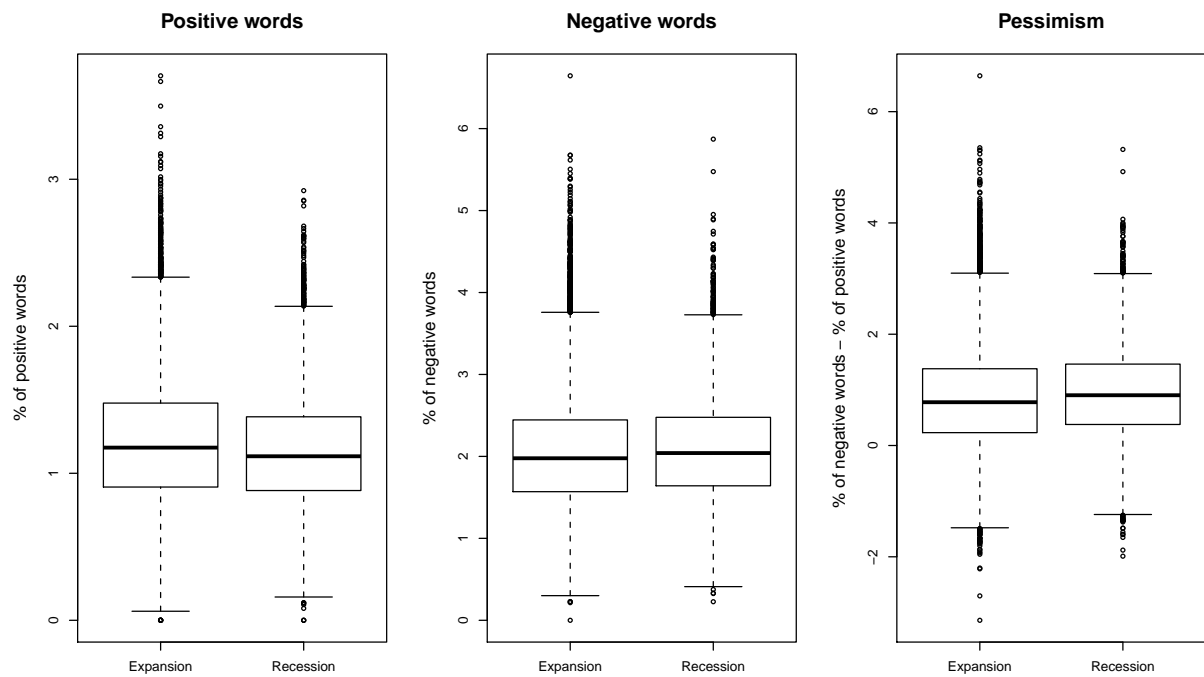 Positive words
% of positive words
3
2
1
0
Expansion
Recession
Negative words
% of negative words
6
5
4
3
2
1
0
Expansion
Recession
Pessimism
% of negative words − % of positive words
6
4
2
0
−2
Expansion
Recession